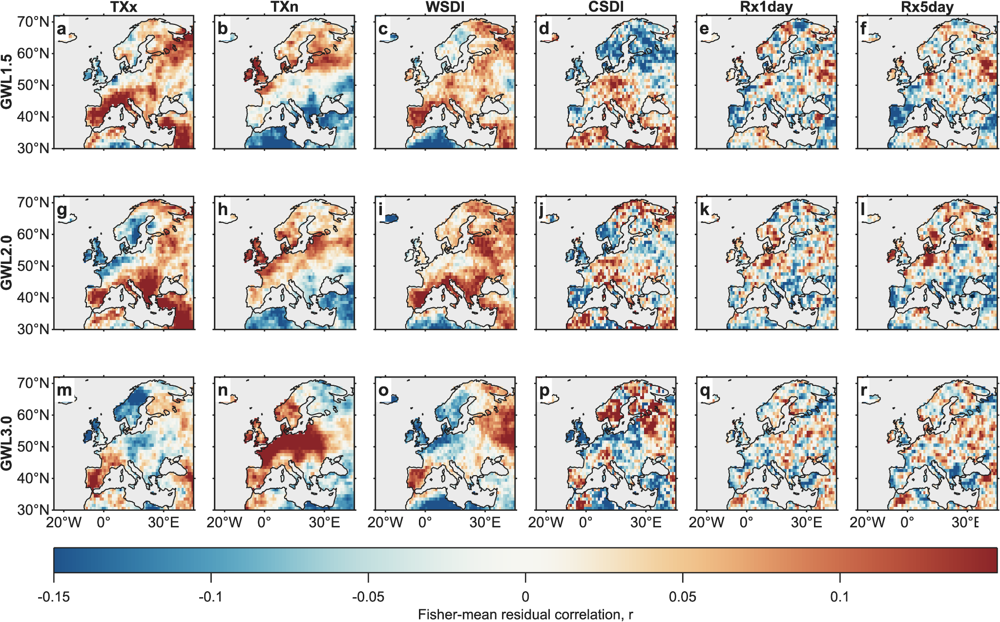 TXx TXn WSDI CSDI Rx1day Rx5day
GWL1.5
70°N
60°N
50°N
40°N
30°N
a b c d e f
GWL2.0
70°N
60°N
50°N
40°N
30°N
g h i j k l
GWL3.0
70°N
60°N
50°N
40°N
30°N
m n o p q r
20°W 0° 30°E 20°W 0° 30°E 20°W 0° 30°E 20°W 0° 30°E 20°W 0° 30°E 20°W 0° 30°E
-0.15 -0.1 -0.05 0 0.05 0.1
Fisher-mean residual correlation, r